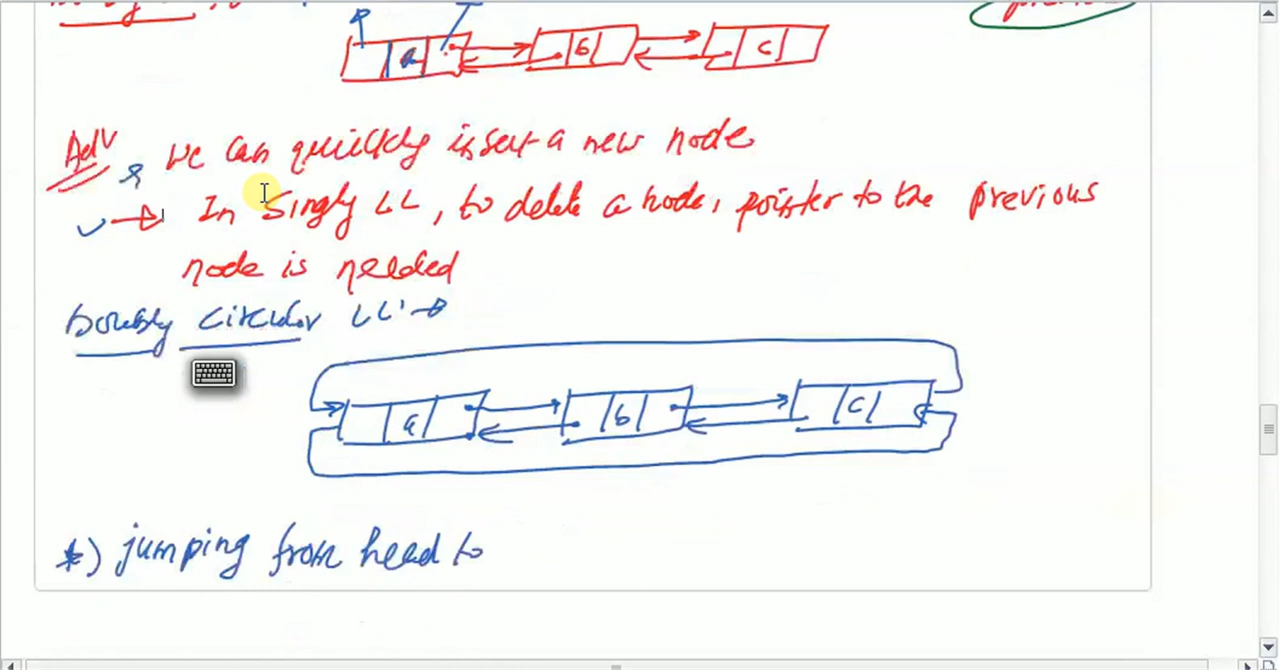 a b c
Adv We can quickly insert a new node
In Singly LL, to delete a node, pointer to the previous
node is needed
Doubly circular LL:→
a b c
*) jumping from head to